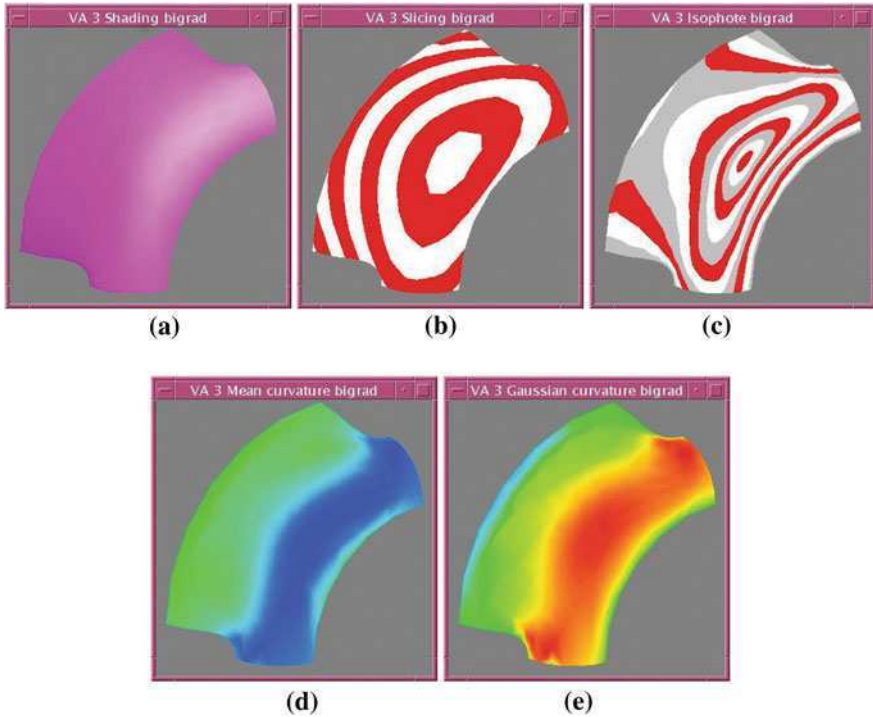 VA 3 Shading bigrad
VA 3 Slicing bigrad
VA 3 Isophote bigrad
(a)
(b)
(c)
VA 3 Mean curvature bigrad
VA 3 Gaussian curvature bigrad
(d)
(e)